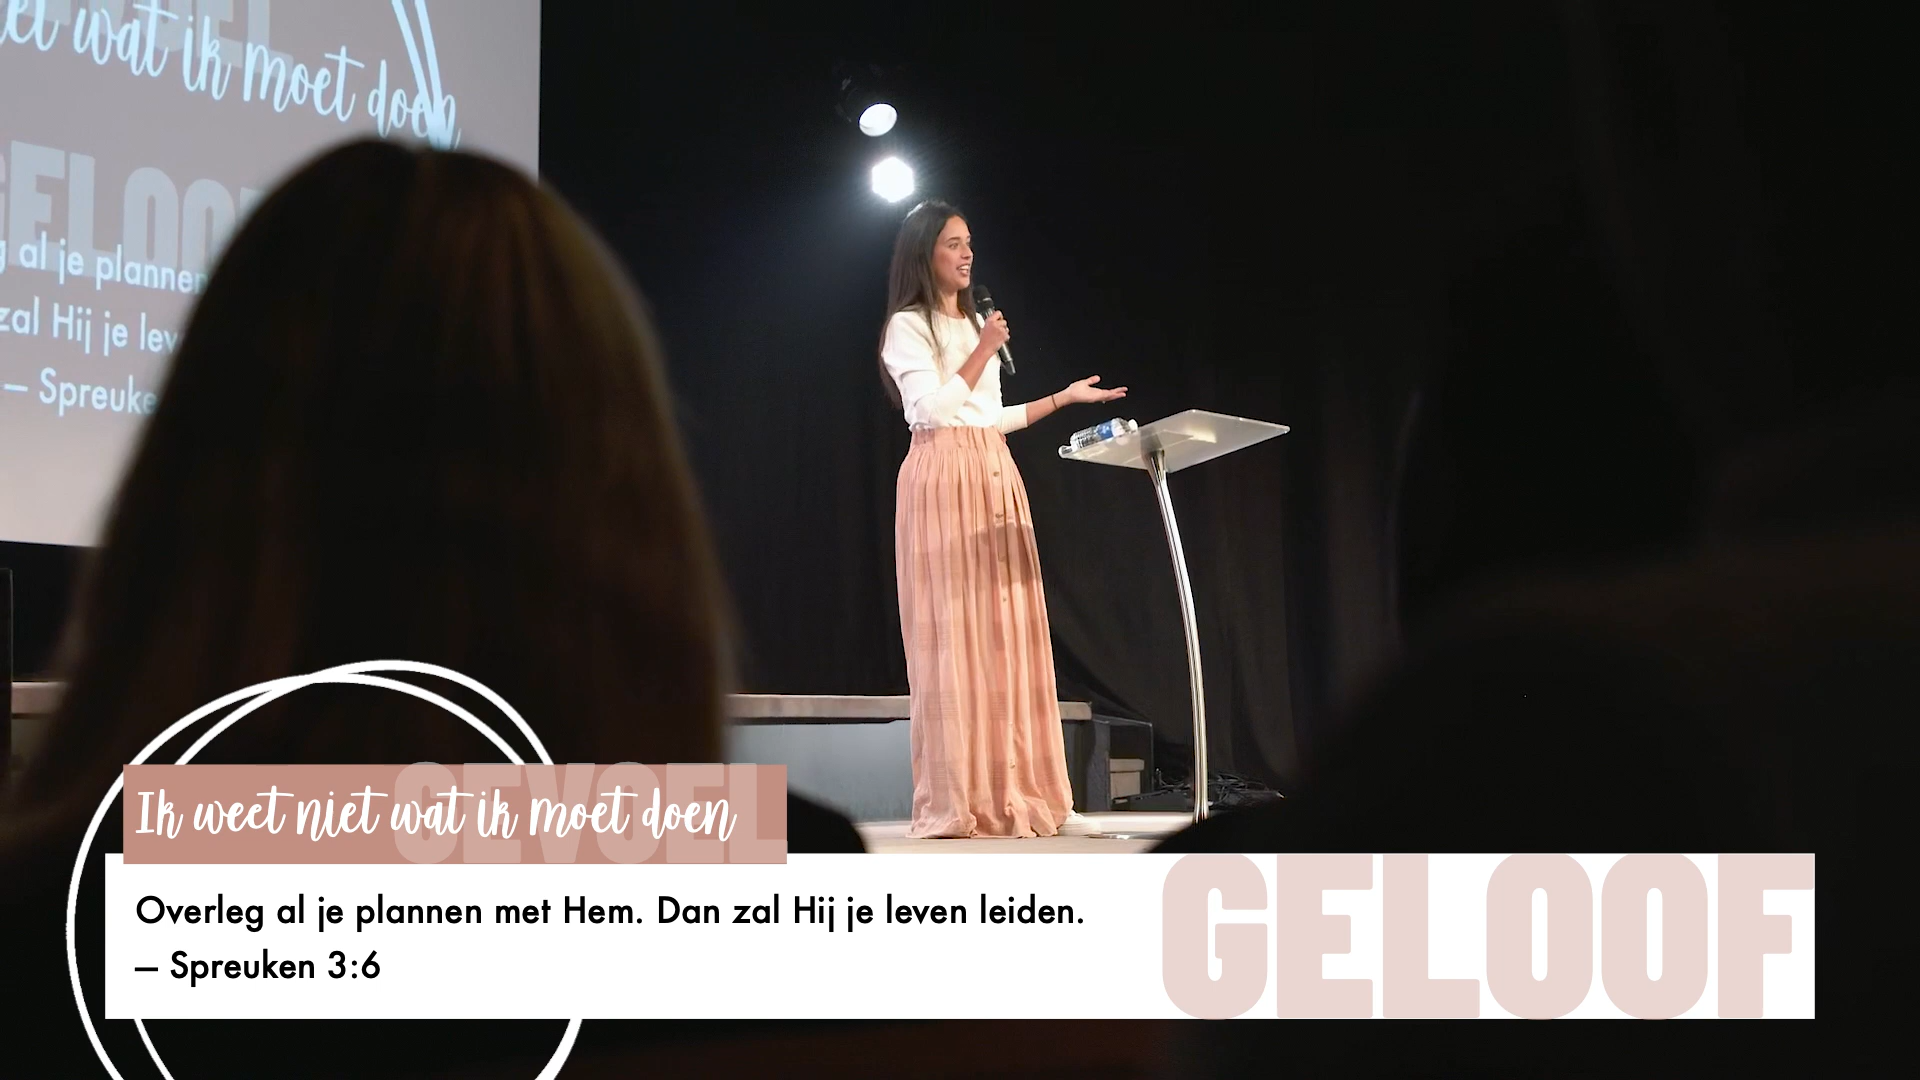 wat ik moet doen
GELOOF
al je plannen
zal Hij je
— Spreuke
GEVOEL
Ik weet niet wat ik moet doen
GELOOF
Overleg al je plannen met Hem. Dan zal Hij je leven leiden.
— Spreuken 3:6